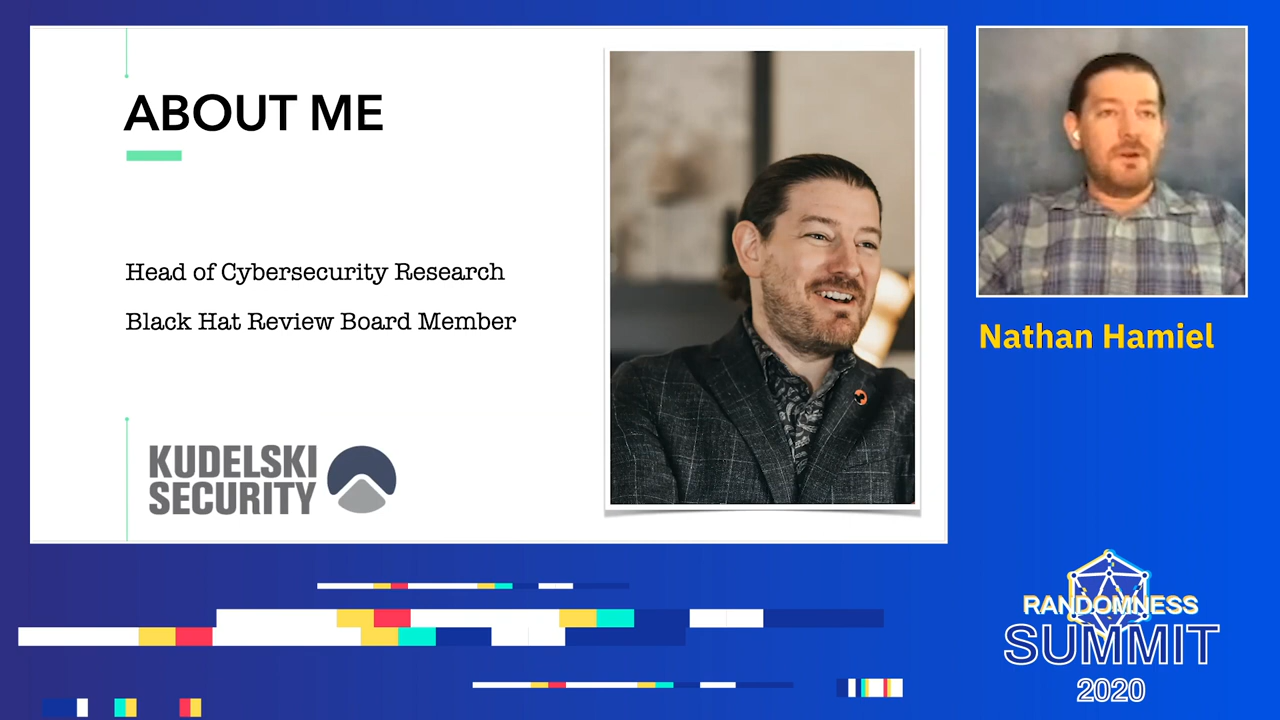 ABOUT ME
Head of Cybersecurity Research
Black Hat Review Board Member
KUDELSKI
SECURITY
Nathan Hamiel
RANDOMNESS
SUMMIT
2020